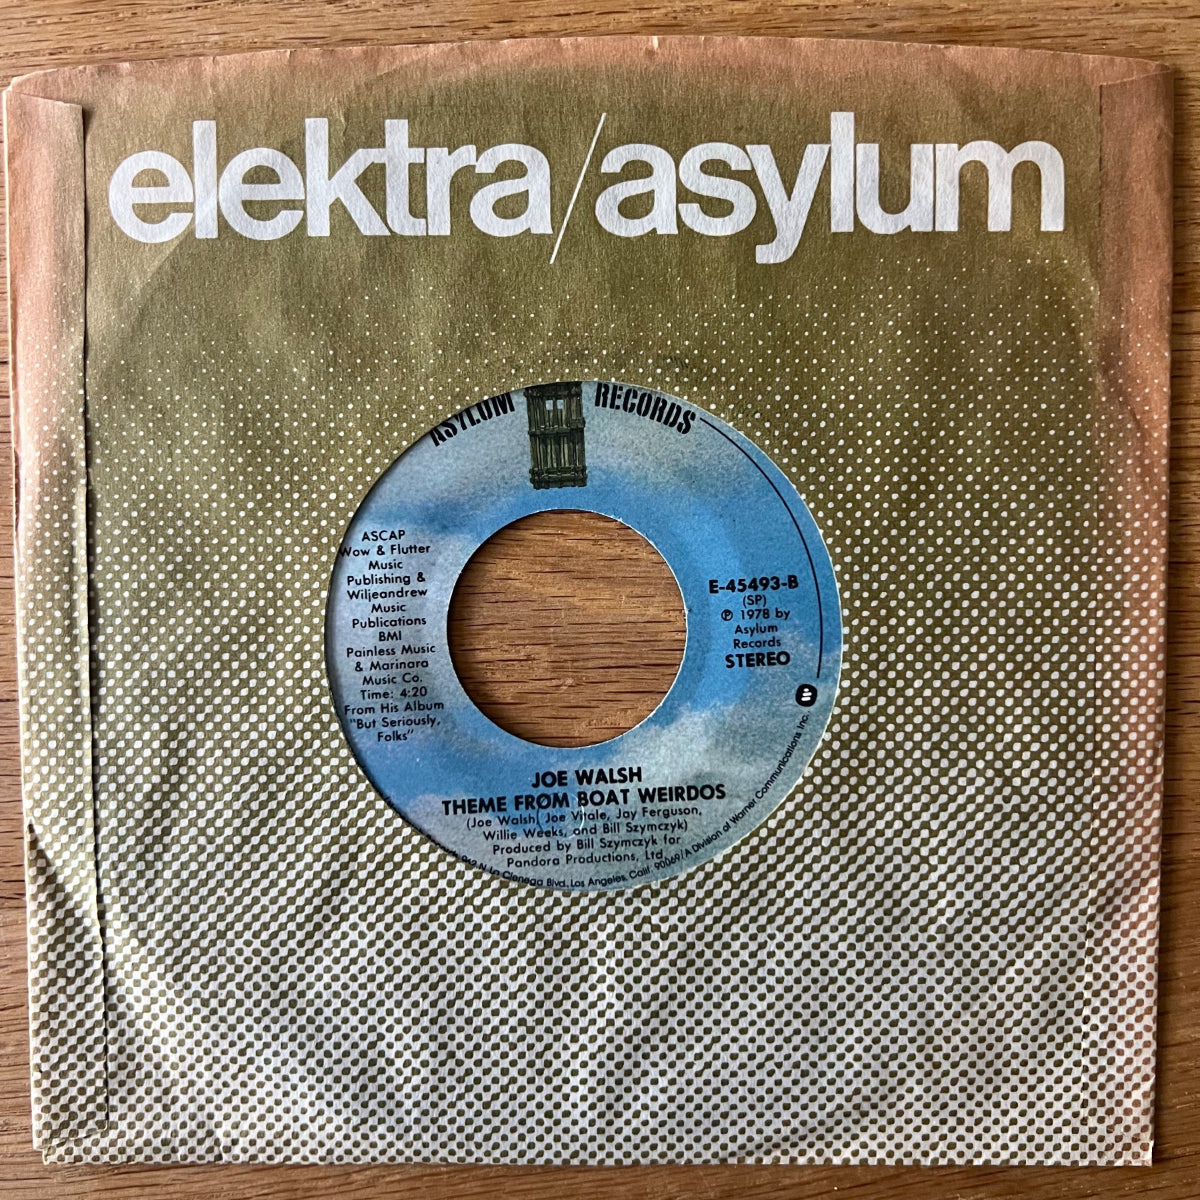 elektra/asylum
ASYLUM RECORDS
ASCAP
Wow & Flutter
Music
Publishing &
Wiljeandrew
Music
Publications
BMI
Painless Music
& Marinara
Music Co.
Time: 4:20
From His Album
"But Seriously,
Folks"
E-45493-B
(SP)
℗ 1978 by
Asylum
Records
STEREO
JOE WALSH
THEME FROM BOAT WEIRDOS
(Joe Walsh, Joe Vitale, Jay Ferguson,
Willie Weeks, and Bill Szymczyk)
Produced by Bill Szymczyk for
Pandora Productions, Ltd.
962 N. La Cienega Blvd., Los Angeles, Calif. 90069/A Division of Warner Communications Inc.